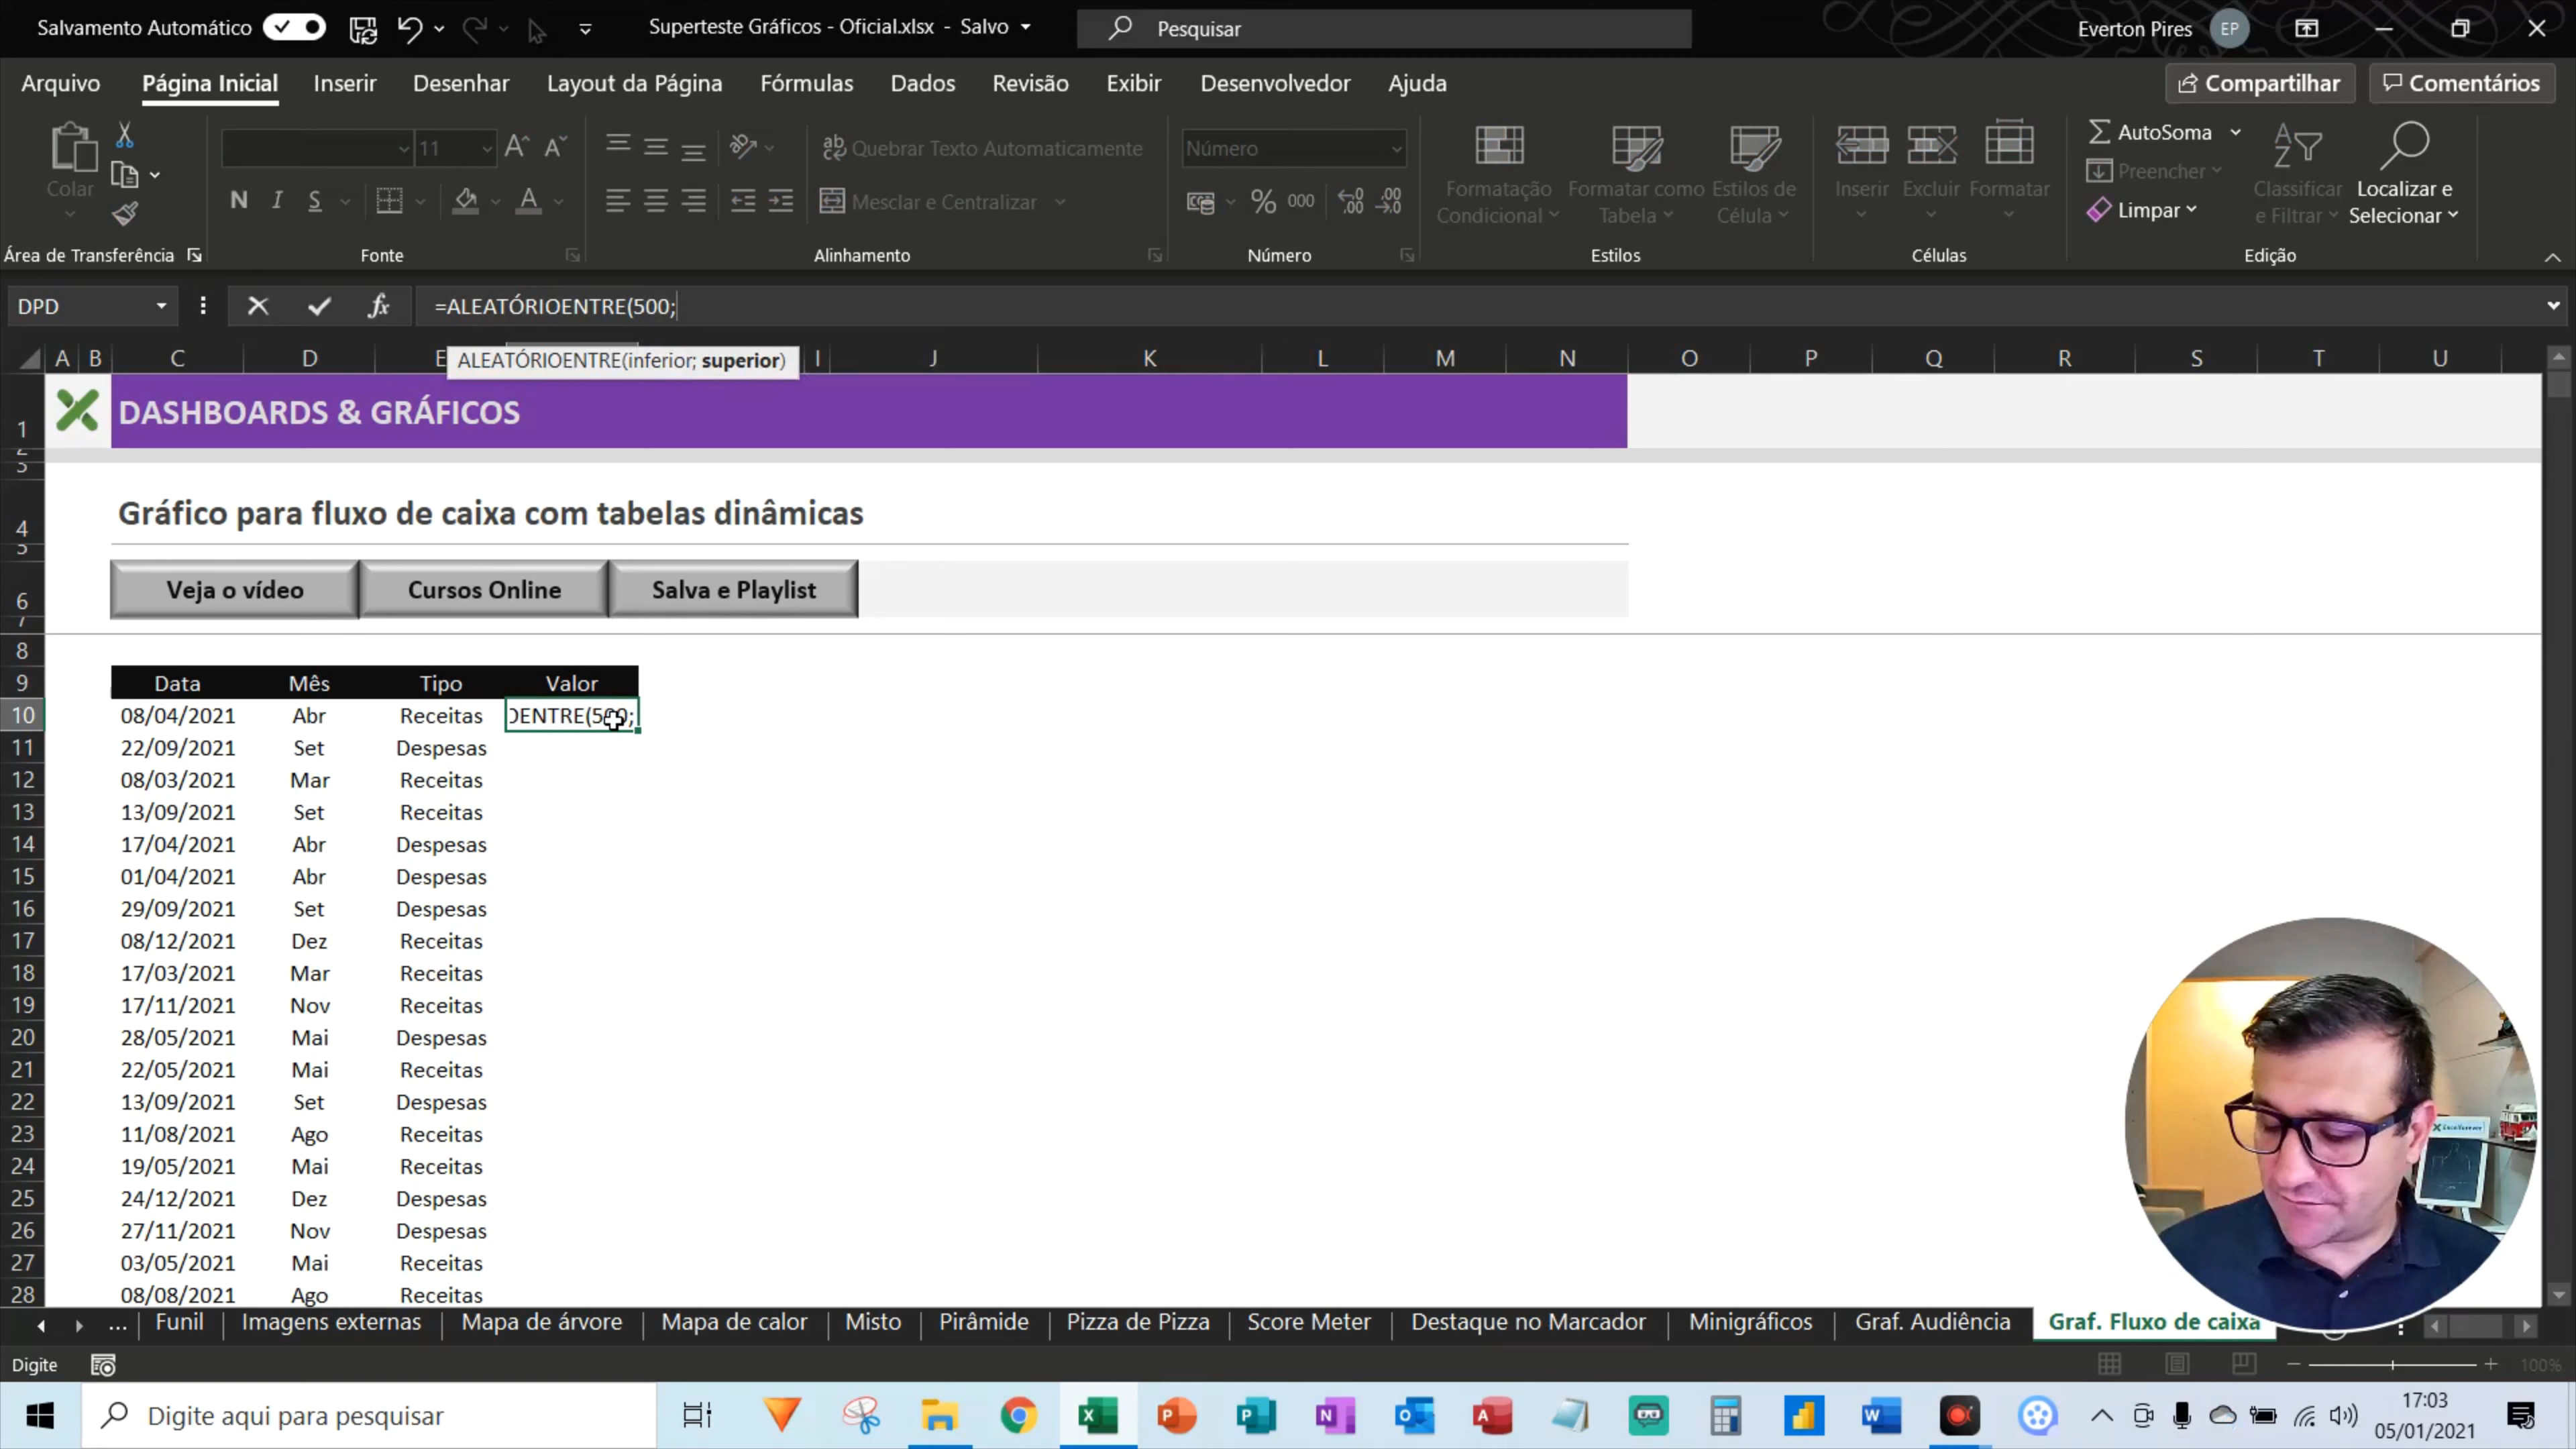 Salvamento Automático
Superteste Gráficos - Oficial.xlsx - Salvo
Pesquisar
Everton Pires EP
Arquivo Página Inicial Inserir Desenhar Layout da Página Fórmulas Dados Revisão Exibir Desenvolvedor Ajuda
Compartilhar Comentários
Colar
Área de Transferência
11
N I S
Fonte
Quebrar Texto Automaticamente
Mesclar e Centralizar
Alinhamento
Número
% 000
Número
Formatação Condicional
Formatar como Tabela
Estilos de Célula
Estilos
Inserir Excluir Formatar
Células
AutoSoma
Preencher
Limpar
Classificar e Filtrar
Localizar e Selecionar
Edição
DPD
fx
=ALEATÓRIOENTRE(500;
ALEATÓRIOENTRE(inferior; superior)
A B C D E I J K L M N O P Q R S T U
1 DASHBOARDS & GRÁFICOS
2
3
4 Gráfico para fluxo de caixa com tabelas dinâmicas
5
6 Veja o vídeo Cursos Online Salva e Playlist
7
8
9 Data Mês Tipo Valor
10 08/04/2021 Abr Receitas OENTRE(500;
11 22/09/2021 Set Despesas
12 08/03/2021 Mar Receitas
13 13/09/2021 Set Receitas
14 17/04/2021 Abr Despesas
15 01/04/2021 Abr Despesas
16 29/09/2021 Set Despesas
17 08/12/2021 Dez Receitas
18 17/03/2021 Mar Receitas
19 17/11/2021 Nov Receitas
20 28/05/2021 Mai Despesas
21 22/05/2021 Mai Receitas
22 13/09/2021 Set Despesas
23 11/08/2021 Ago Receitas
24 19/05/2021 Mai Receitas
25 24/12/2021 Dez Despesas
26 27/11/2021 Nov Despesas
27 03/05/2021 Mai Receitas
28 08/08/2021 Ago Receitas
... Funil Imagens externas Mapa de árvore Mapa de calor Misto Pirâmide Pizza de Pizza Score Meter Destaque no Marcador Minigráficos Graf. Audiência Graf. Fluxo de caixa
Digite
100%
Digite aqui para pesquisar
17:03
05/01/2021